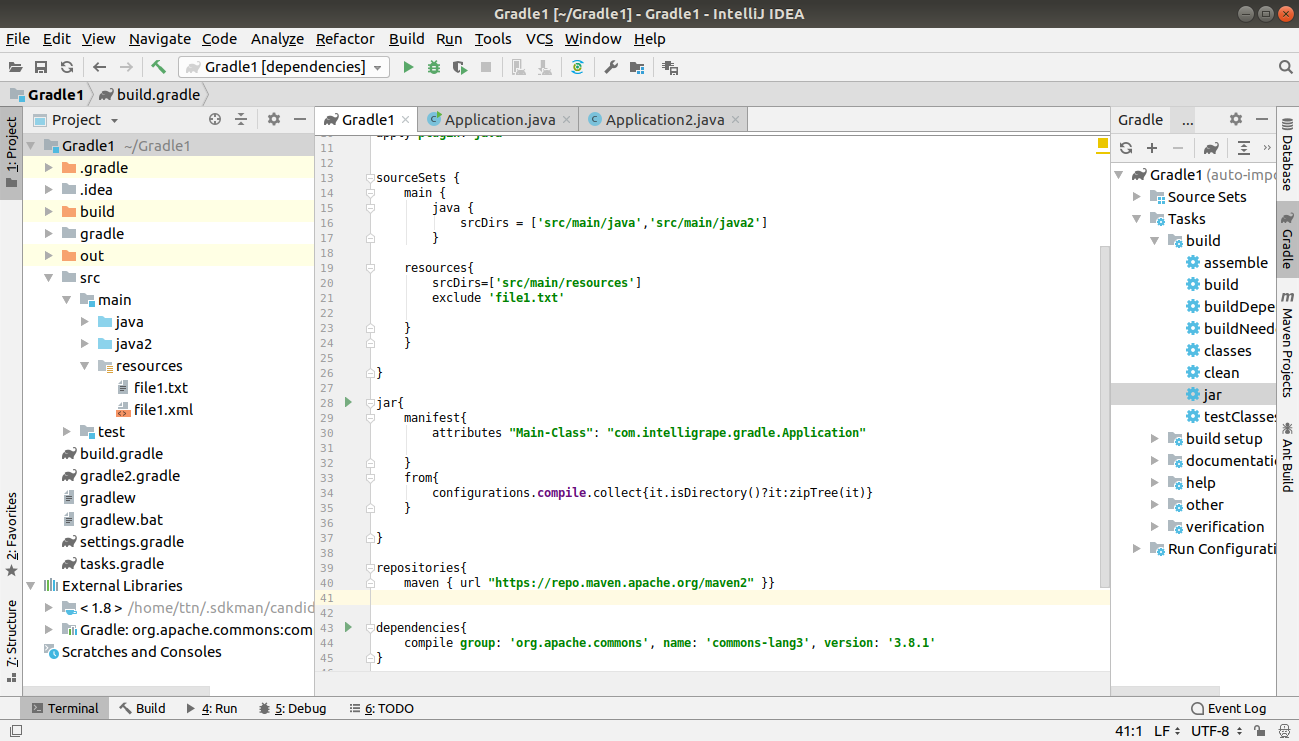 Gradle1 [~/Gradle1] - Gradle1 - IntelliJ IDEA
File Edit View Navigate Code Analyze Refactor Build Run Tools VCS Window Help
Gradle1 [dependencies]
Gradle1 build.gradle
1: Project
2: Favorites
7: Structure
Project
Gradle1 ~/Gradle1
.gradle
.idea
build
gradle
out
src
main
java
java2
resources
file1.txt
file1.xml
test
build.gradle
gradle2.gradle
gradlew
gradlew.bat
settings.gradle
tasks.gradle
External Libraries
< 1.8 > /home/ttn/.sdkman/candid
Gradle: org.apache.commons:com
Scratches and Consoles
Gradle1 Application.java Application2.java
11
12
13 sourceSets {
14 main {
15 java {
16 srcDirs = ['src/main/java','src/main/java2']
17 }
18
19 resources{
20 srcDirs=['src/main/resources']
21 exclude 'file1.txt'
22
23 }
24 }
25
26 }
27
28 jar{
29 manifest{
30 attributes "Main-Class": "com.intelligrape.gradle.Application"
31
32 }
33 from{
34 configurations.compile.collect{it.isDirectory()?it:zipTree(it)}
35 }
36
37 }
38
39 repositories{
40 maven { url "https://repo.maven.apache.org/maven2" }}
41
42
43 dependencies{
44 compile group: 'org.apache.commons', name: 'commons-lang3', version: '3.8.1'
45 }
Gradle ...
Gradle1 (auto-impo
Source Sets
Tasks
build
assemble
build
buildDepe
buildNeed
classes
clean
jar
testClasses
build setup
documentatio
help
other
verification
Run Configurati
Database
Gradle
Maven Projects
Ant Build
Terminal Build 4: Run 5: Debug 6: TODO Event Log
41:1 LF UTF-8